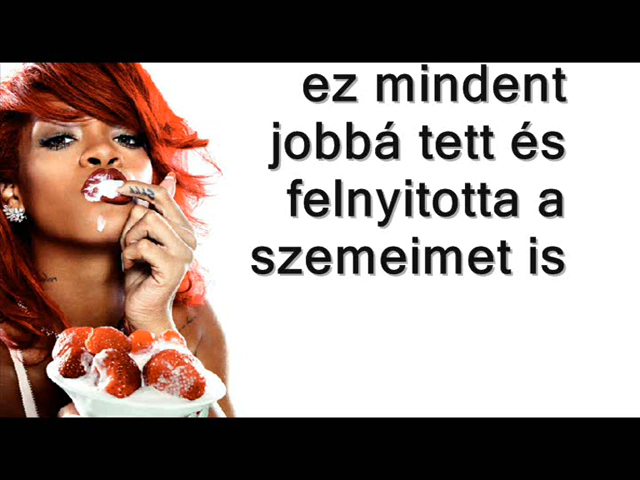 ez mindent
jobbá tett és
felnyitotta a
szemeimet is